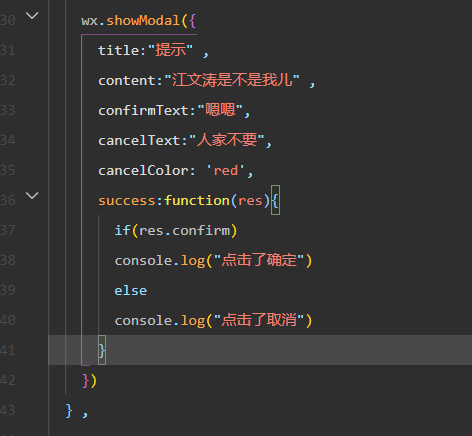 30 wx.showModal({
31 title:"提示" ,
32 content:"江文涛是不是我儿" ,
33 confirmText:"嗯嗯",
34 cancelText:"人家不要",
35 cancelColor: 'red',
36 success:function(res){
37 if(res.confirm)
38 console.log("点击了确定")
39 else
40 console.log("点击了取消")
41 }
42 })
43 } ,